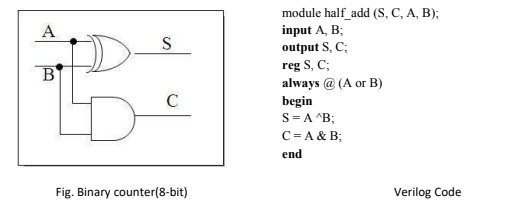 A
B
S
C
Fig. Binary counter(8-bit)
module half_add (S, C, A, B);
input A, B;
output S, C;
reg S, C;
always @ (A or B)
begin
S = A ^B;
C = A & B;
end
Verilog Code